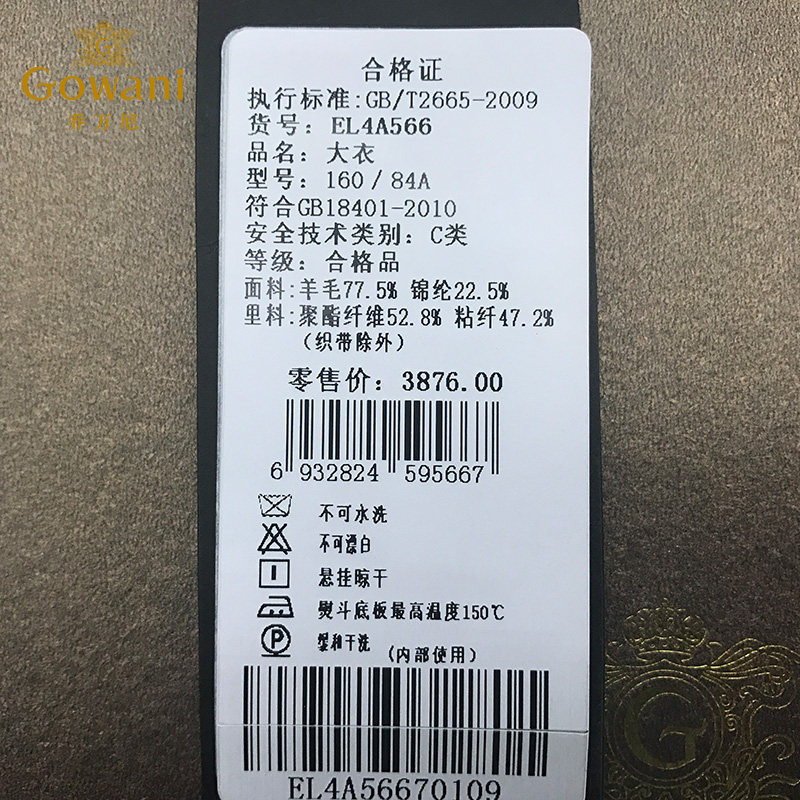 Gowani
乔万尼
合格证
执行标准:GB/T2665-2009
货号: EL4A566
品名: 大衣
型号: 160/84A
符合GB18401-2010
安全技术类别: C类
等级: 合格品
面料:羊毛77.5% 锦纶22.5%
里料:聚酯纤维52.8% 粘纤47.2%
(织带除外)
零售价: 3876.00
6 932824 595667
不可水洗
不可漂白
悬挂晾干
熨斗底板最高温度150℃
P
缓和干洗
(内部使用)
G
EL4A56670109